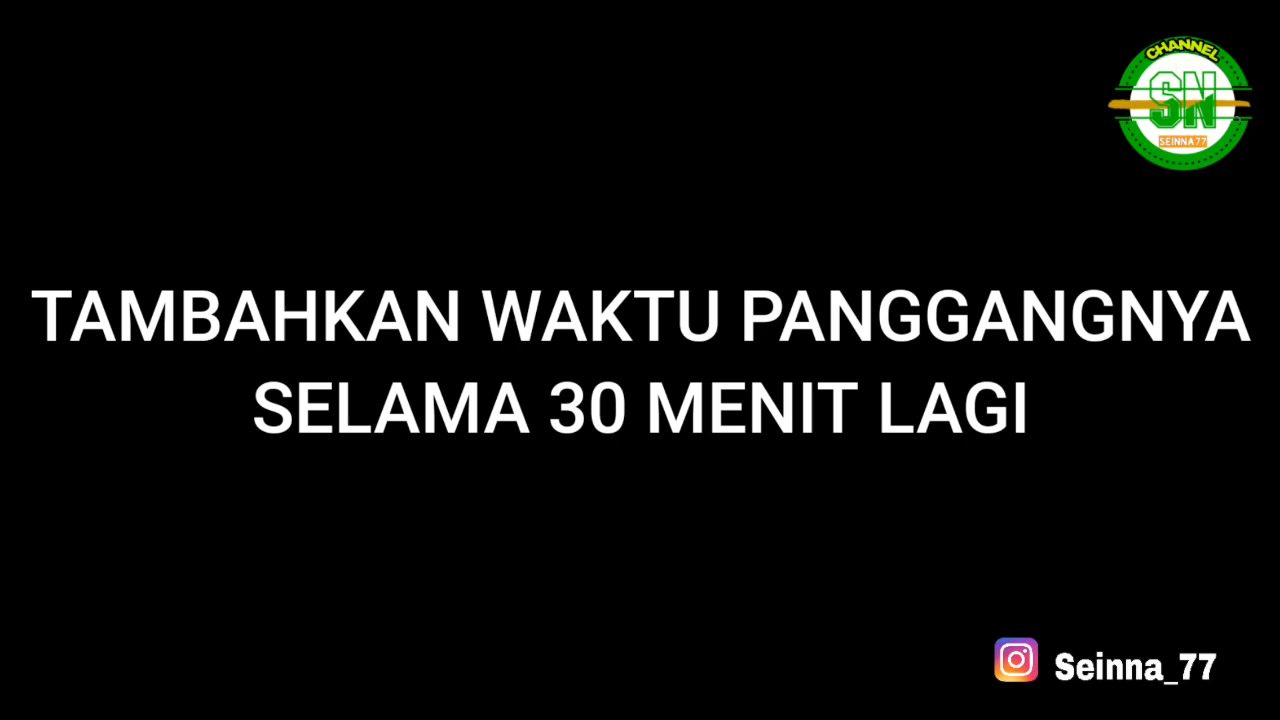 CHANNEL
SN
SEINNA77
TAMBAHKAN WAKTU PANGGANGNYA
SELAMA 30 MENIT LAGI
Seinna_77